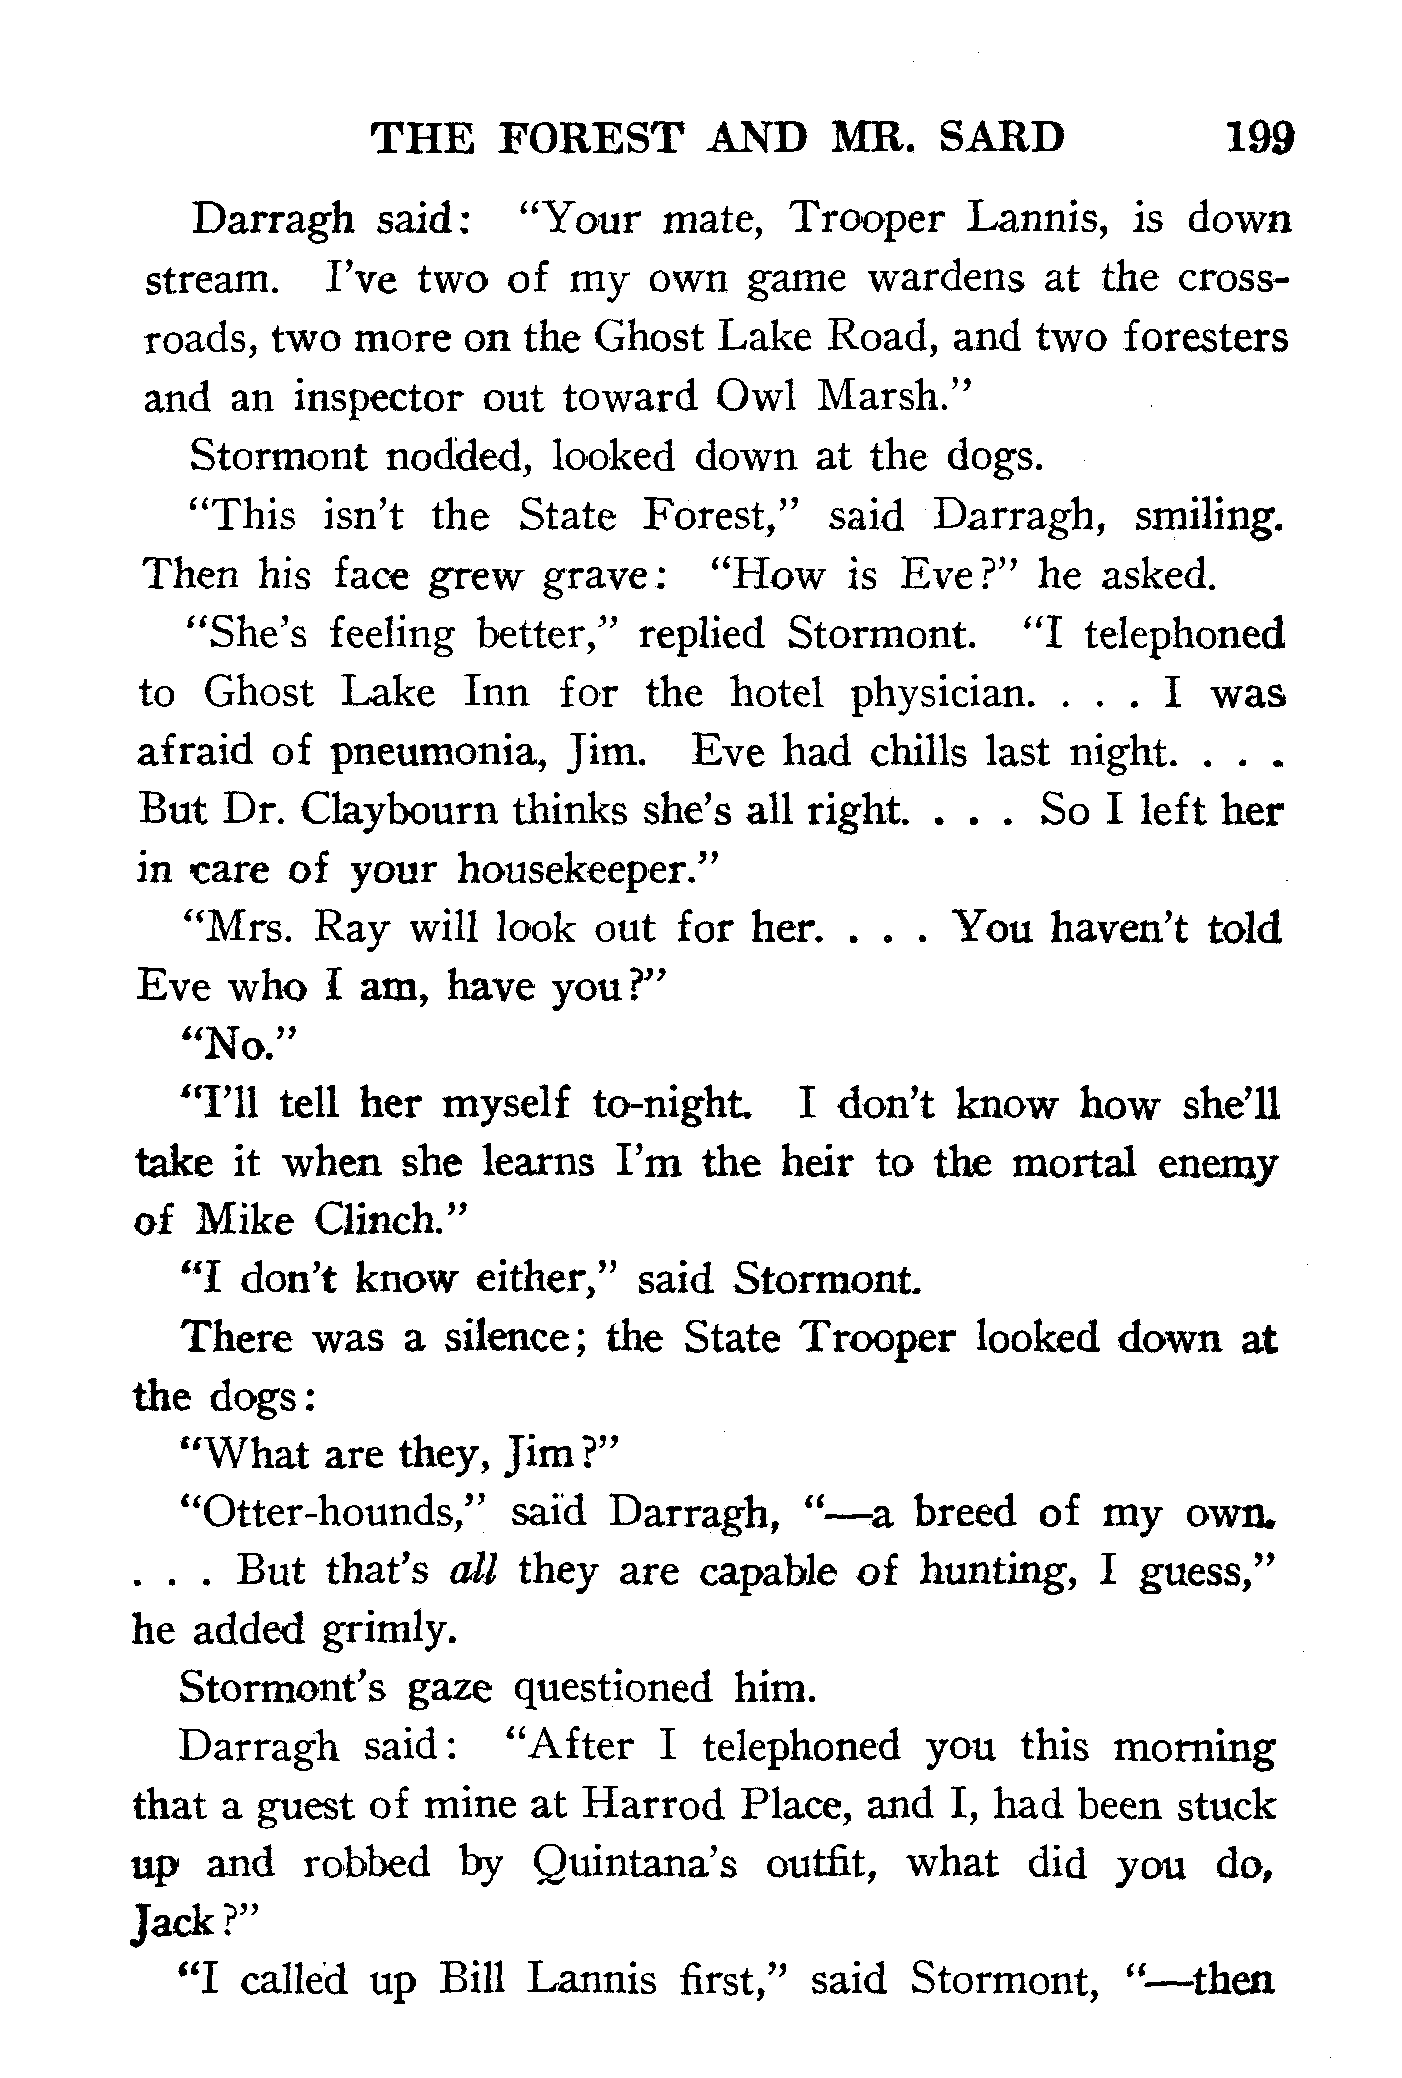 THE FOREST AND MR. SARD 199
Darragh said: “Your mate, Trooper Lannis, is down
stream. I’ve two of my own game wardens at the cross-
roads, two more on the Ghost Lake Road, and two foresters
and an inspector out toward Owl Marsh.”
Stormont nodded, looked down at the dogs.
“This isn’t the State Forest,” said Darragh, smiling.
Then his face grew grave: “How is Eve?” he asked.
“She’s feeling better,” replied Stormont. “I telephoned
to Ghost Lake Inn for the hotel physician. . . . I was
afraid of pneumonia, Jim. Eve had chills last night. . . .
But Dr. Claybourn thinks she’s all right. . . . So I left her
in care of your housekeeper.”
“Mrs. Ray will look out for her. . . . You haven’t told
Eve who I am, have you?”
“No.”
“I’ll tell her myself to-night. I don’t know how she’ll
take it when she learns I’m the heir to the mortal enemy
of Mike Clinch.”
“I don’t know either,” said Stormont.
There was a silence; the State Trooper looked down at
the dogs:
“What are they, Jim?”
“Otter-hounds,” said Darragh, “—a breed of my own.
. . . But that’s all they are capable of hunting, I guess,”
he added grimly.
Stormont’s gaze questioned him.
Darragh said: “After I telephoned you this morning
that a guest of mine at Harrod Place, and I, had been stuck
up and robbed by Quintana’s outfit, what did you do,
Jack?”
“I called up Bill Lannis first,” said Stormont, “—then